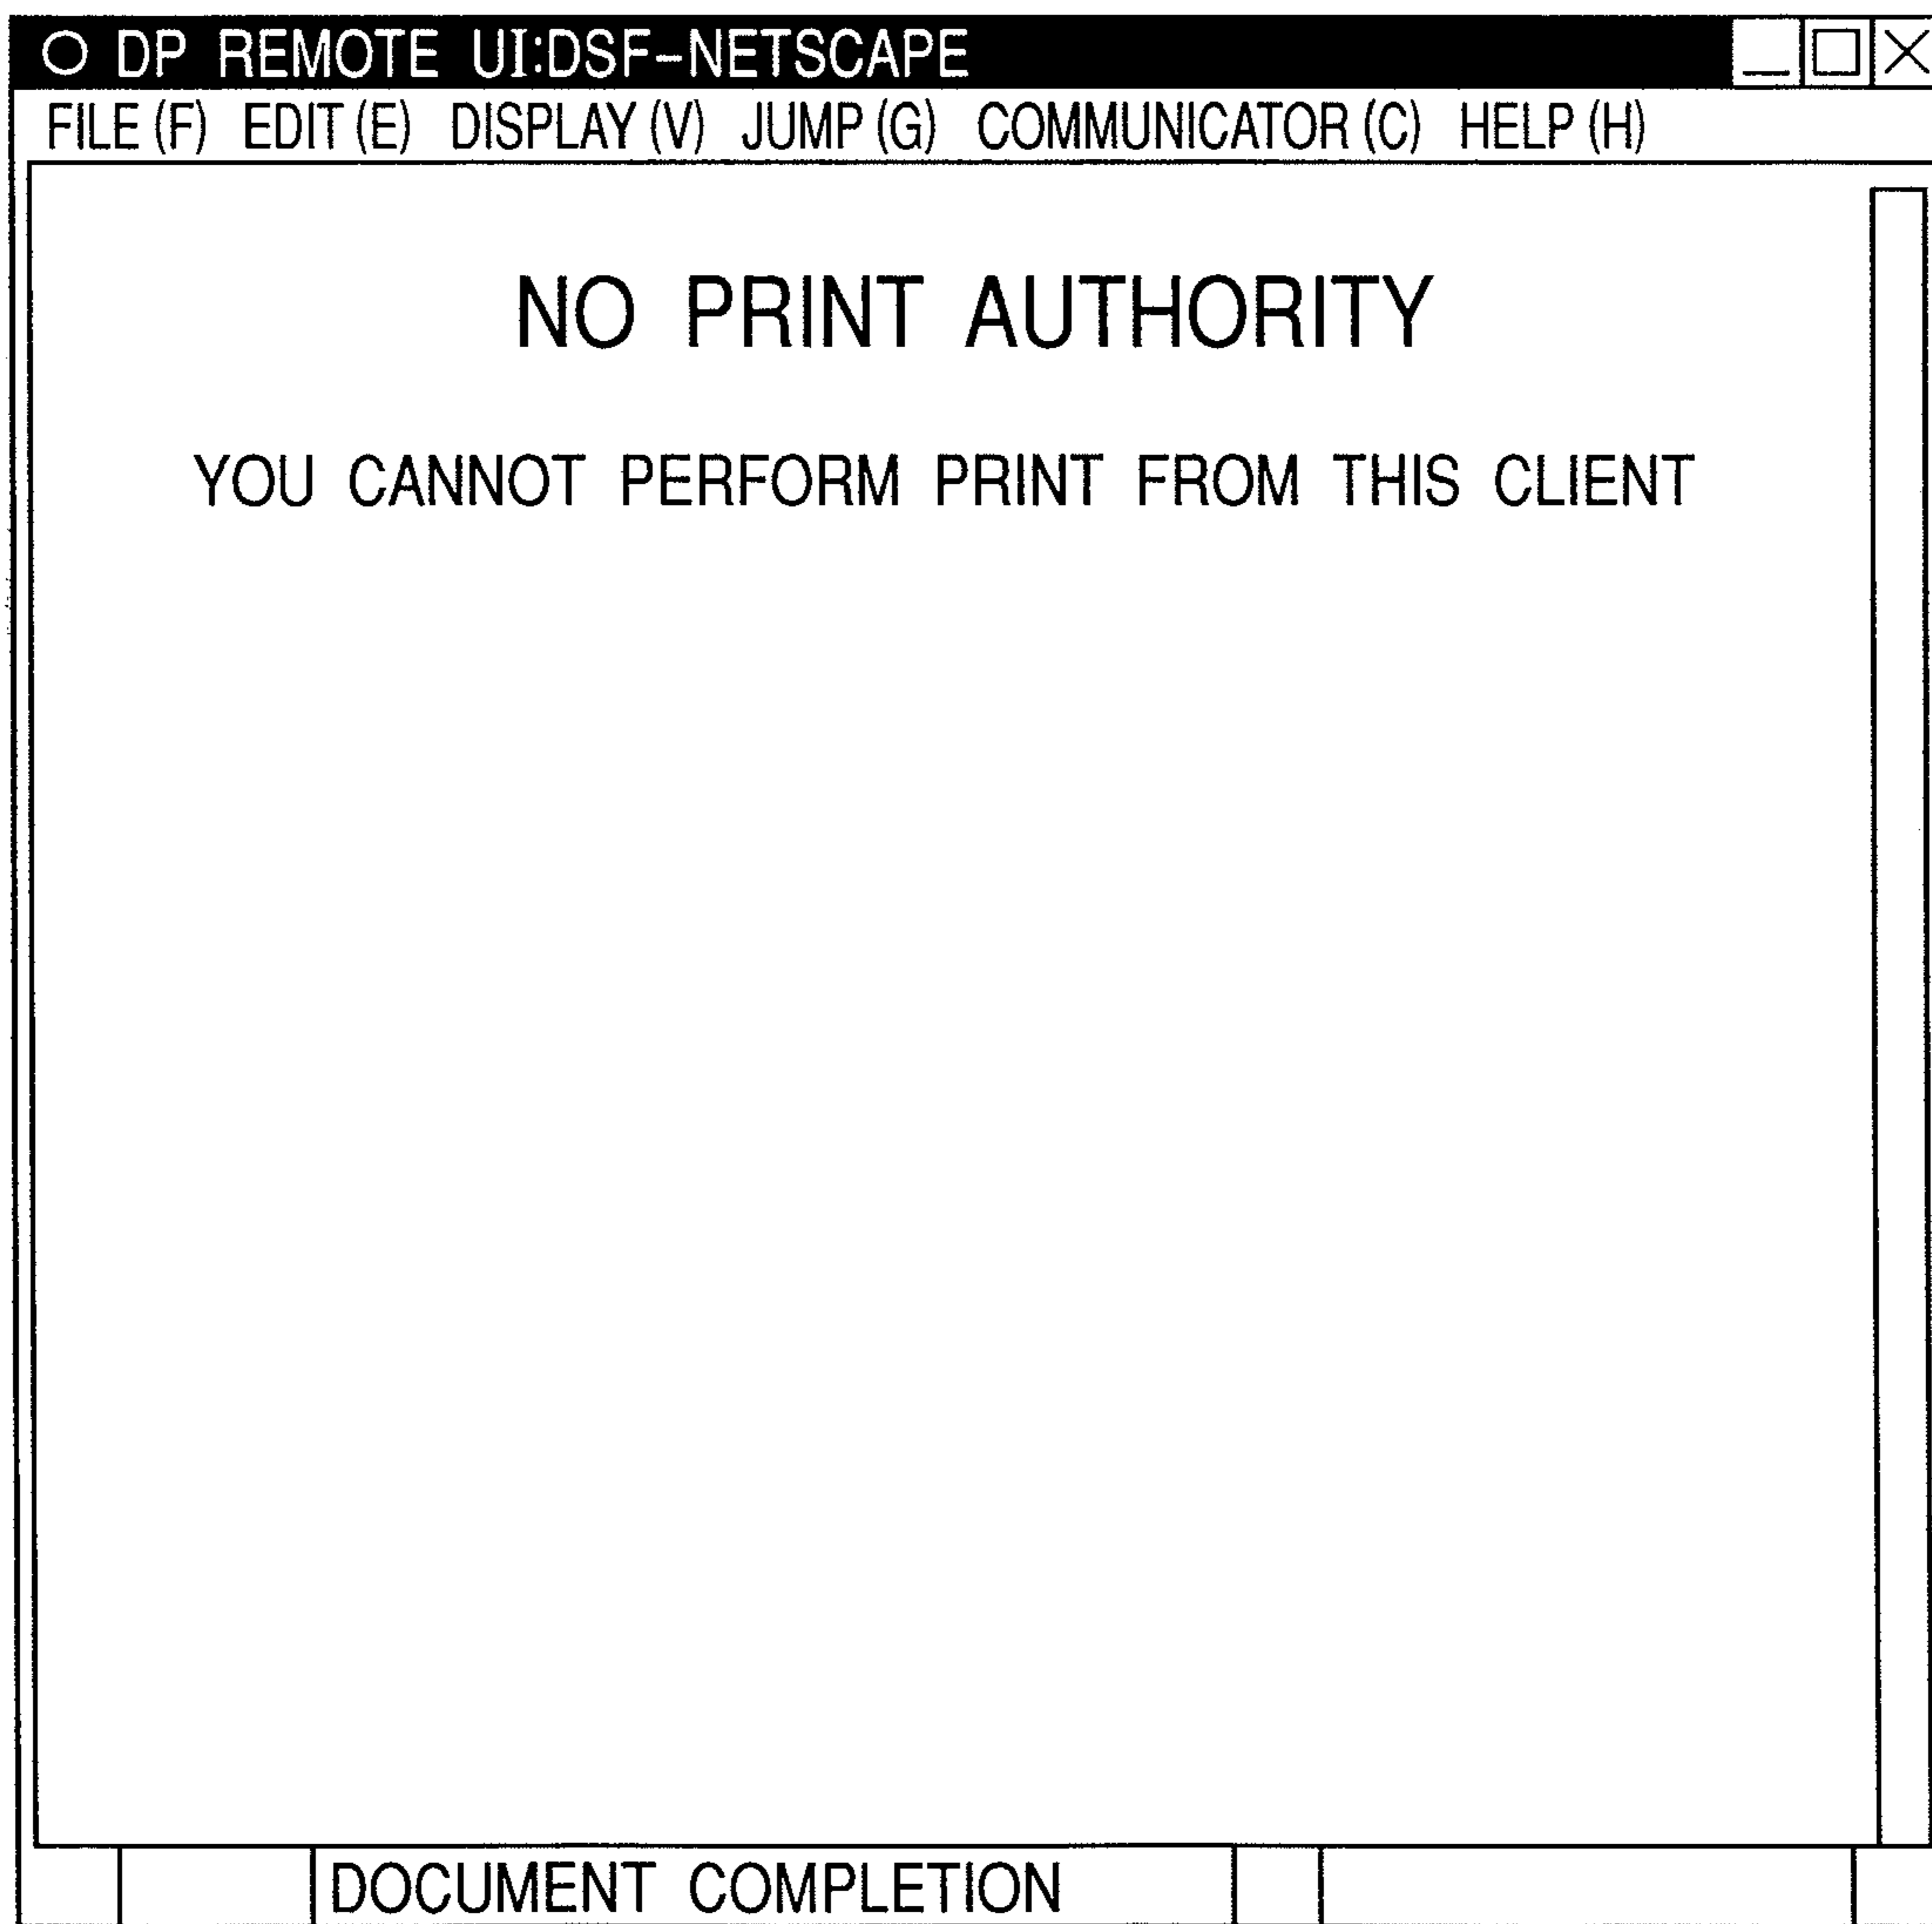 DP REMOTE UI:DSF-NETSCAPE
FILE (F) EDIT (E) DISPLAY (V) JUMP (G) COMMUNICATOR (C) HELP (H)
NO PRINT AUTHORITY
YOU CANNOT PERFORM PRINT FROM THIS CLIENT
DOCUMENT COMPLETION